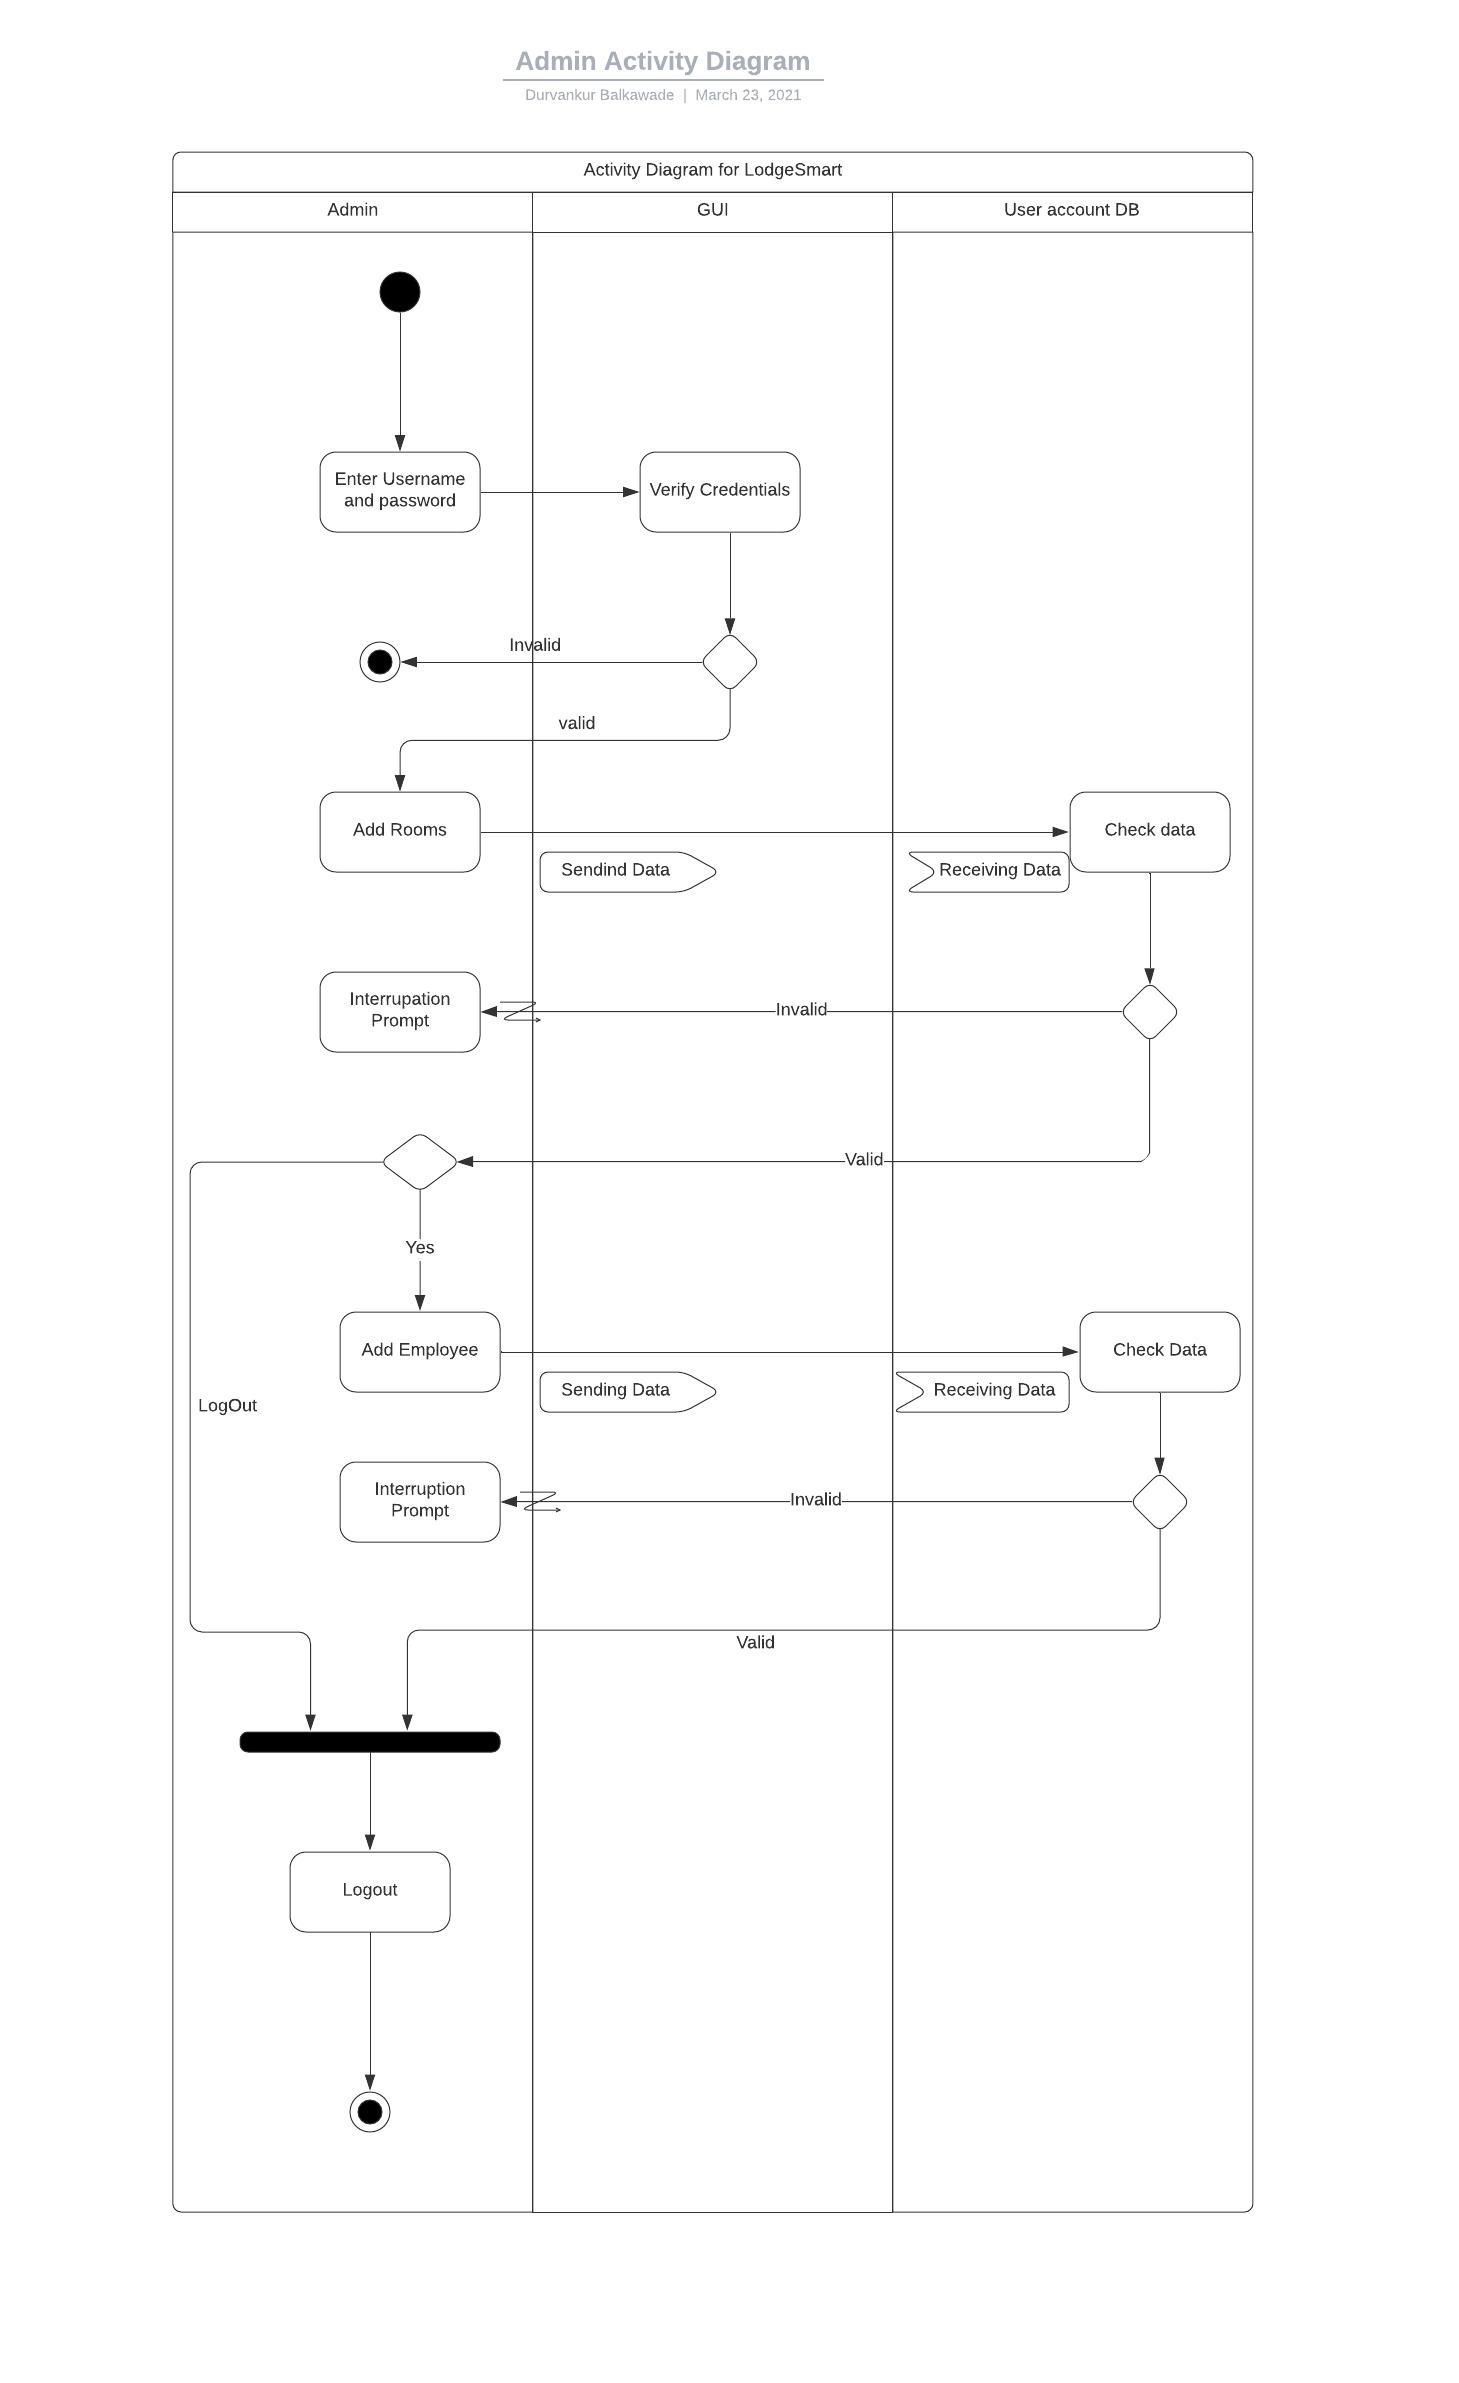 Admin Activity Diagram
Durvankur Balkawade | March 23, 2021
Activity Diagram for LodgeSmart
Admin
GUI
User account DB
Enter Username
and password
Verify Credentials
Invalid
valid
Add Rooms
Check data
Sendind Data
Receiving Data
Interrupation
Prompt
Invalid
Valid
Yes
Add Employee
Check Data
Sending Data
Receiving Data
LogOut
Interruption
Prompt
Invalid
Valid
Logout